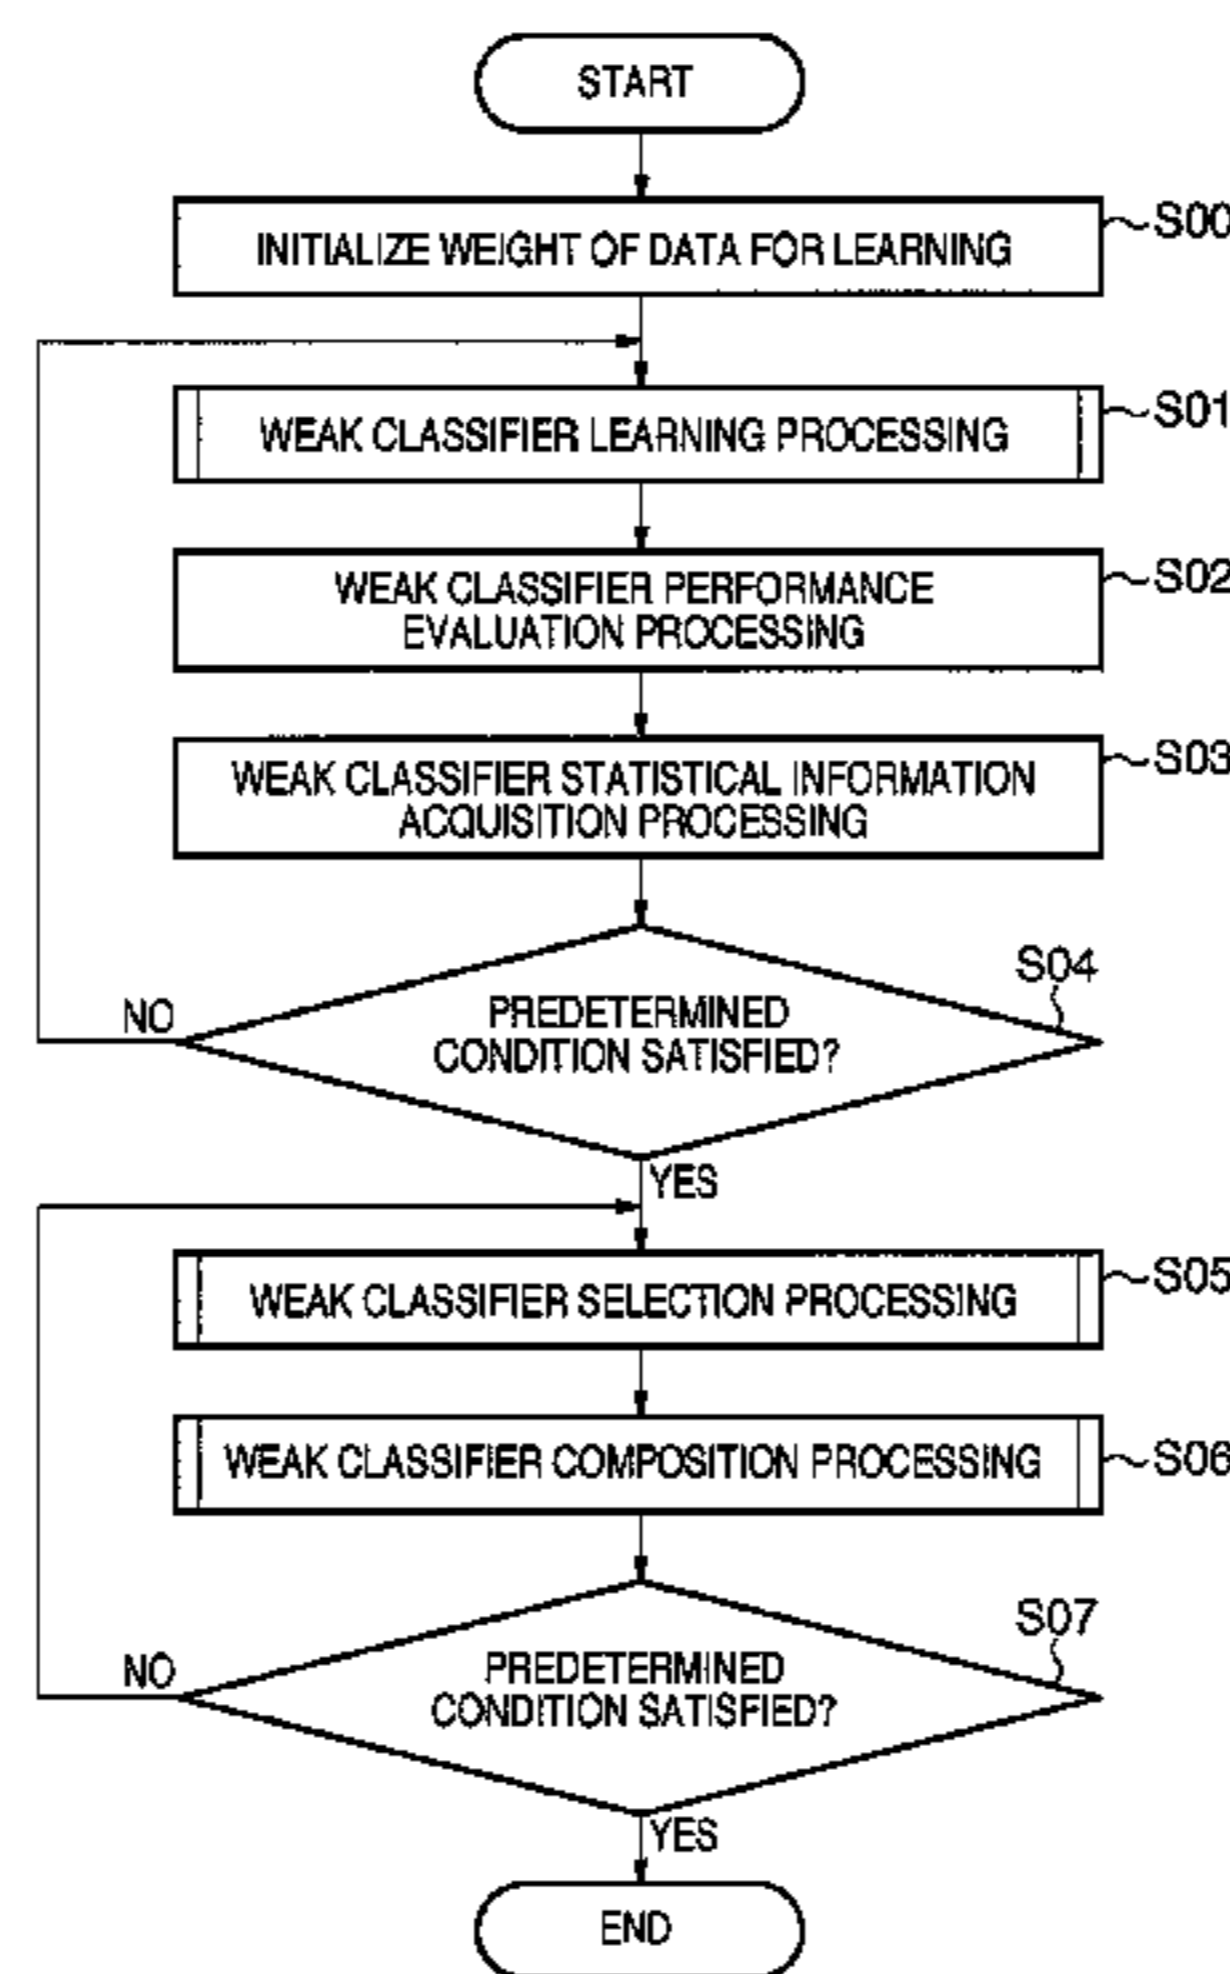 START
INITIALIZE WEIGHT OF DATA FOR LEARNING
S00
WEAK CLASSIFIER LEARNING PROCESSING
S01
WEAK CLASSIFIER PERFORMANCE
EVALUATION PROCESSING
S02
WEAK CLASSIFIER STATISTICAL INFORMATION
ACQUISITION PROCESSING
S03
S04
NO
PREDETERMINED
CONDITION SATISFIED?
YES
WEAK CLASSIFIER SELECTION PROCESSING
S05
WEAK CLASSIFIER COMPOSITION PROCESSING
S06
S07
NO
PREDETERMINED
CONDITION SATISFIED?
YES
END